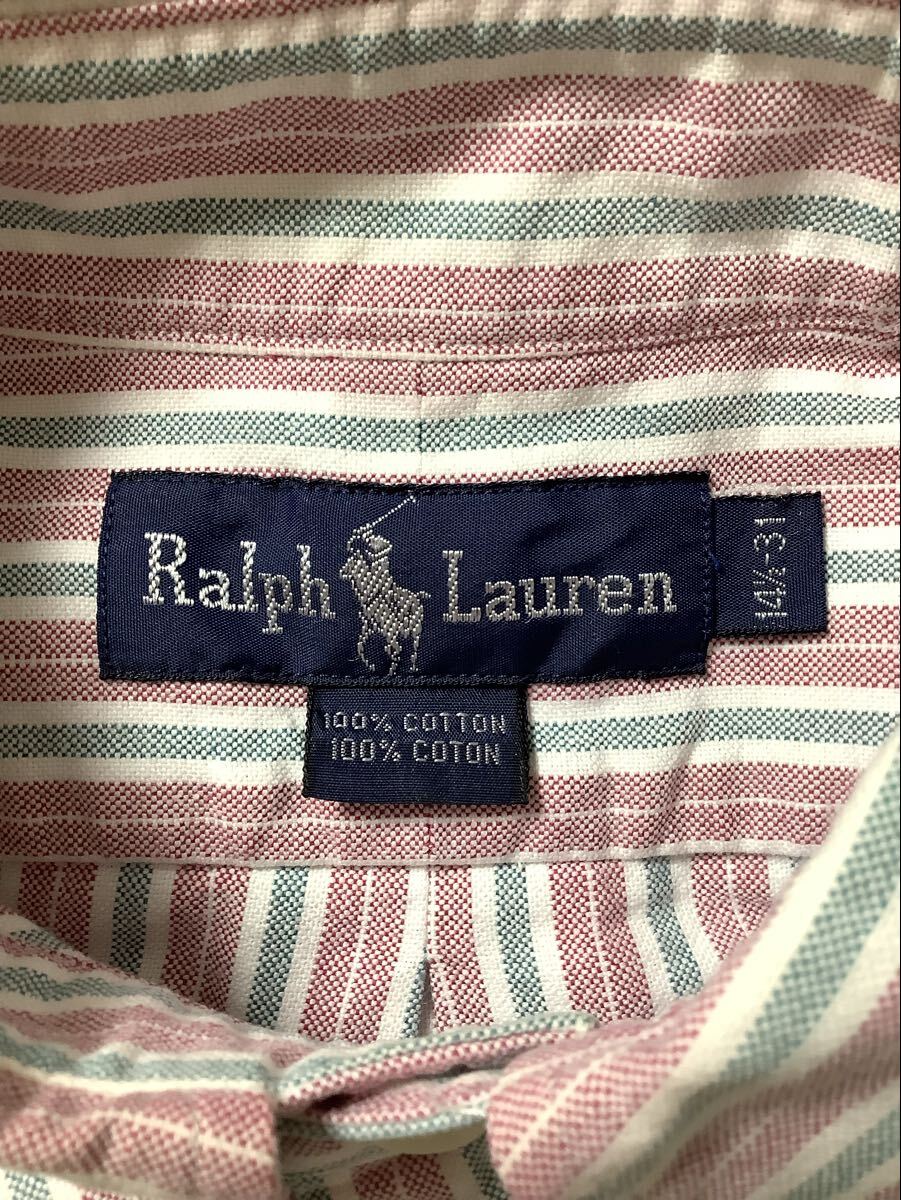 Ralph Lauren
14½-31
100% COTTON
100% COTON